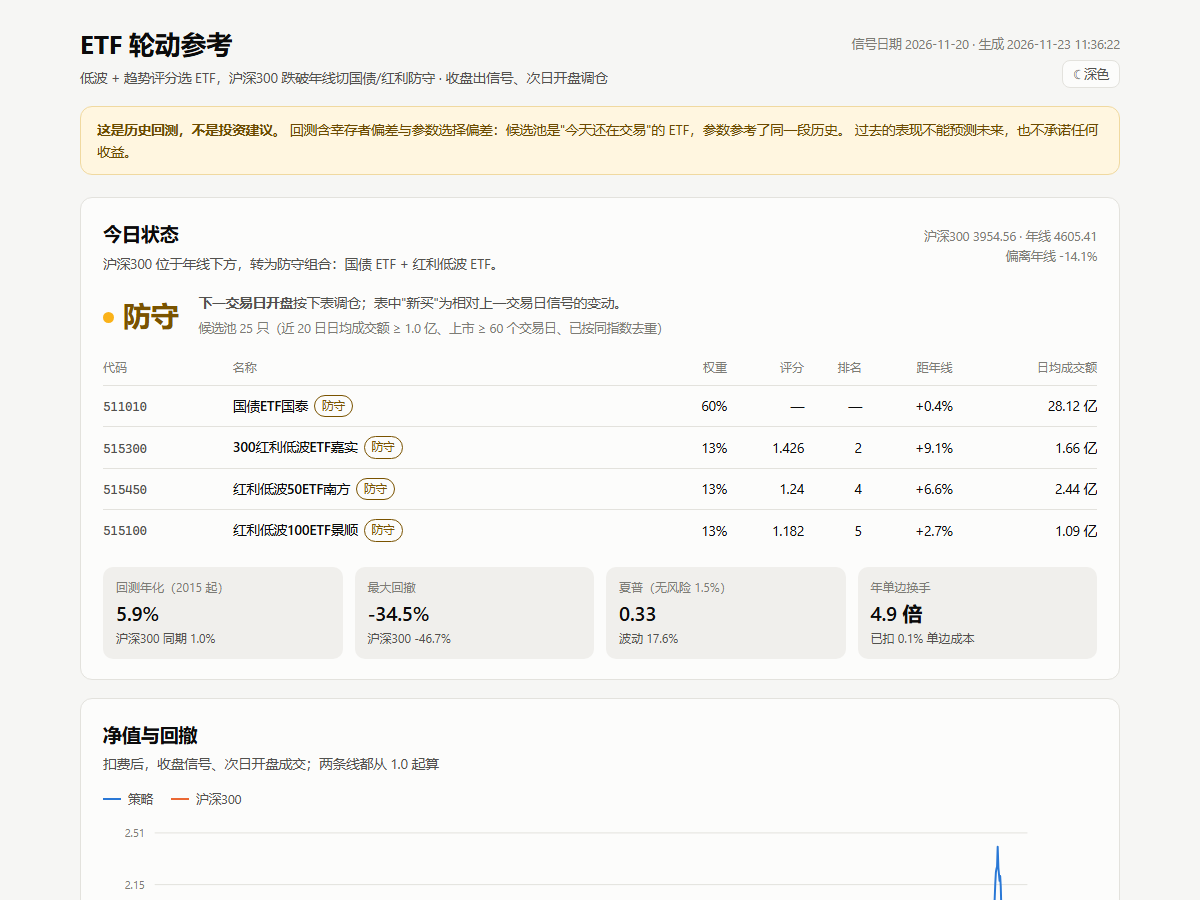 ETF 轮动参考
信号日期 2026-11-20 · 生成 2026-11-23 11:36:22
低波 + 趋势评分选 ETF，沪深300 跌破年线切国债/红利防守 · 收盘出信号、次日开盘调仓
☾ 深色
这是历史回测，不是投资建议。 回测含幸存者偏差与参数选择偏差：候选池是"今天还在交易"的 ETF，参数参考了同一段历史。 过去的表现不能预测未来，也不承诺任何
收益。
今日状态
沪深300 3954.56 · 年线 4605.41
偏离年线 -14.1%
沪深300 位于年线下方，转为防守组合：国债 ETF + 红利低波 ETF。
防守
下一交易日开盘按下表调仓；表中"新买"为相对上一交易日信号的变动。
候选池 25 只（近 20 日日均成交额 ≥ 1.0 亿、上市 ≥ 60 个交易日、已按同指数去重）
代码 名称 权重 评分 排名 距年线 日均成交额
511010 国债ETF国泰 防守 60% — — +0.4% 28.12 亿
515300 300红利低波ETF嘉实 防守 13% 1.426 2 +9.1% 1.66 亿
515450 红利低波50ETF南方 防守 13% 1.24 4 +6.6% 2.44 亿
515100 红利低波100ETF景顺 防守 13% 1.182 5 +2.7% 1.09 亿
回测年化（2015 起）
5.9%
沪深300 同期 1.0%
最大回撤
-34.5%
沪深300 -46.7%
夏普（无风险 1.5%）
0.33
波动 17.6%
年单边换手
4.9 倍
已扣 0.1% 单边成本
净值与回撤
扣费后，收盘信号、次日开盘成交；两条线都从 1.0 起算
策略 沪深300
2.51
2.15